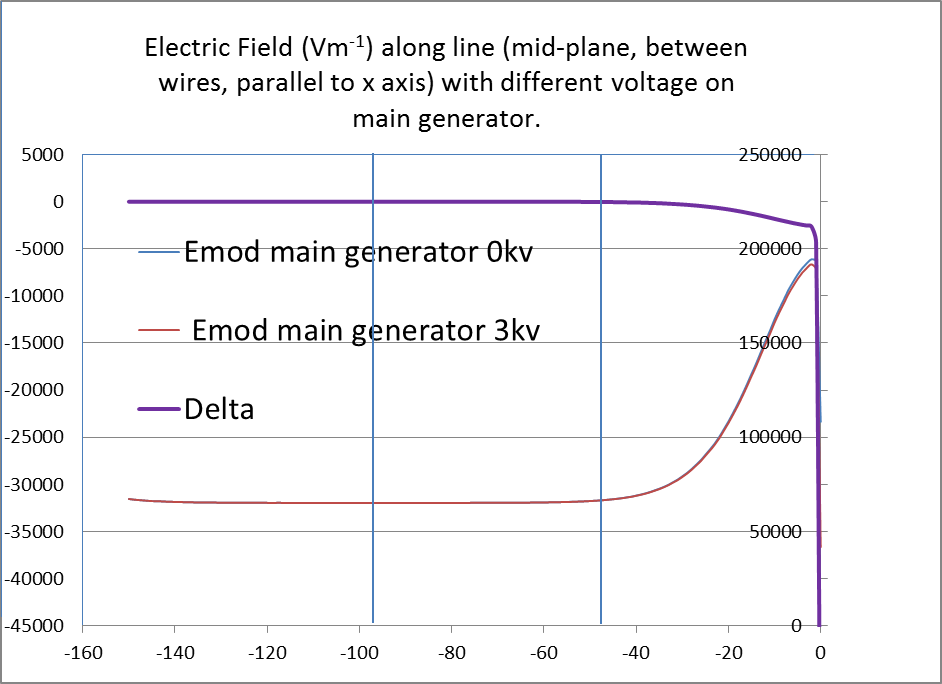 Electric Field (Vm-1) along line (mid-plane, between
wires, parallel to x axis) with different voltage on
main generator.
5000 250000
0
-5000 200000
Emod main generator 0kv
-10000
Emod main generator 3kv
-15000 150000
-20000
Delta
-25000 100000
-30000
-35000 50000
-40000
-45000 0
-160 -140 -120 -100 -80 -60 -40 -20 0